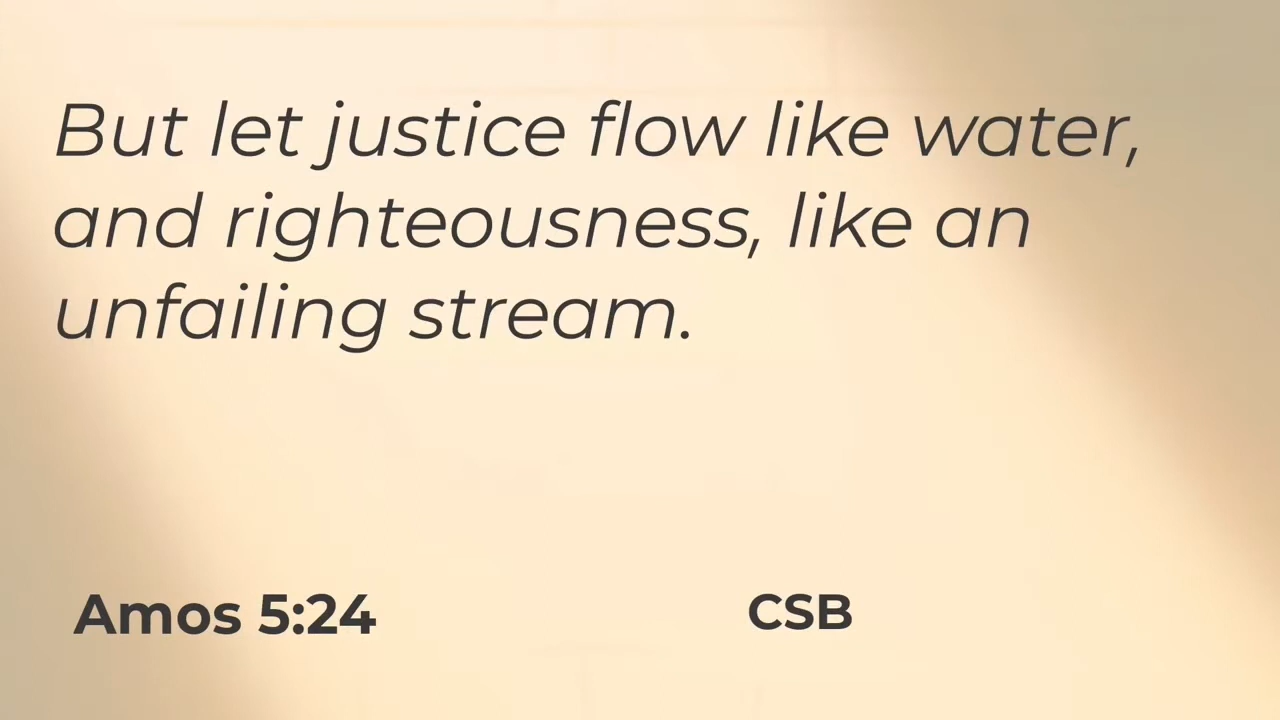 But let justice flow like water,
and righteousness, like an
unfailing stream.
Amos 5:24
CSB